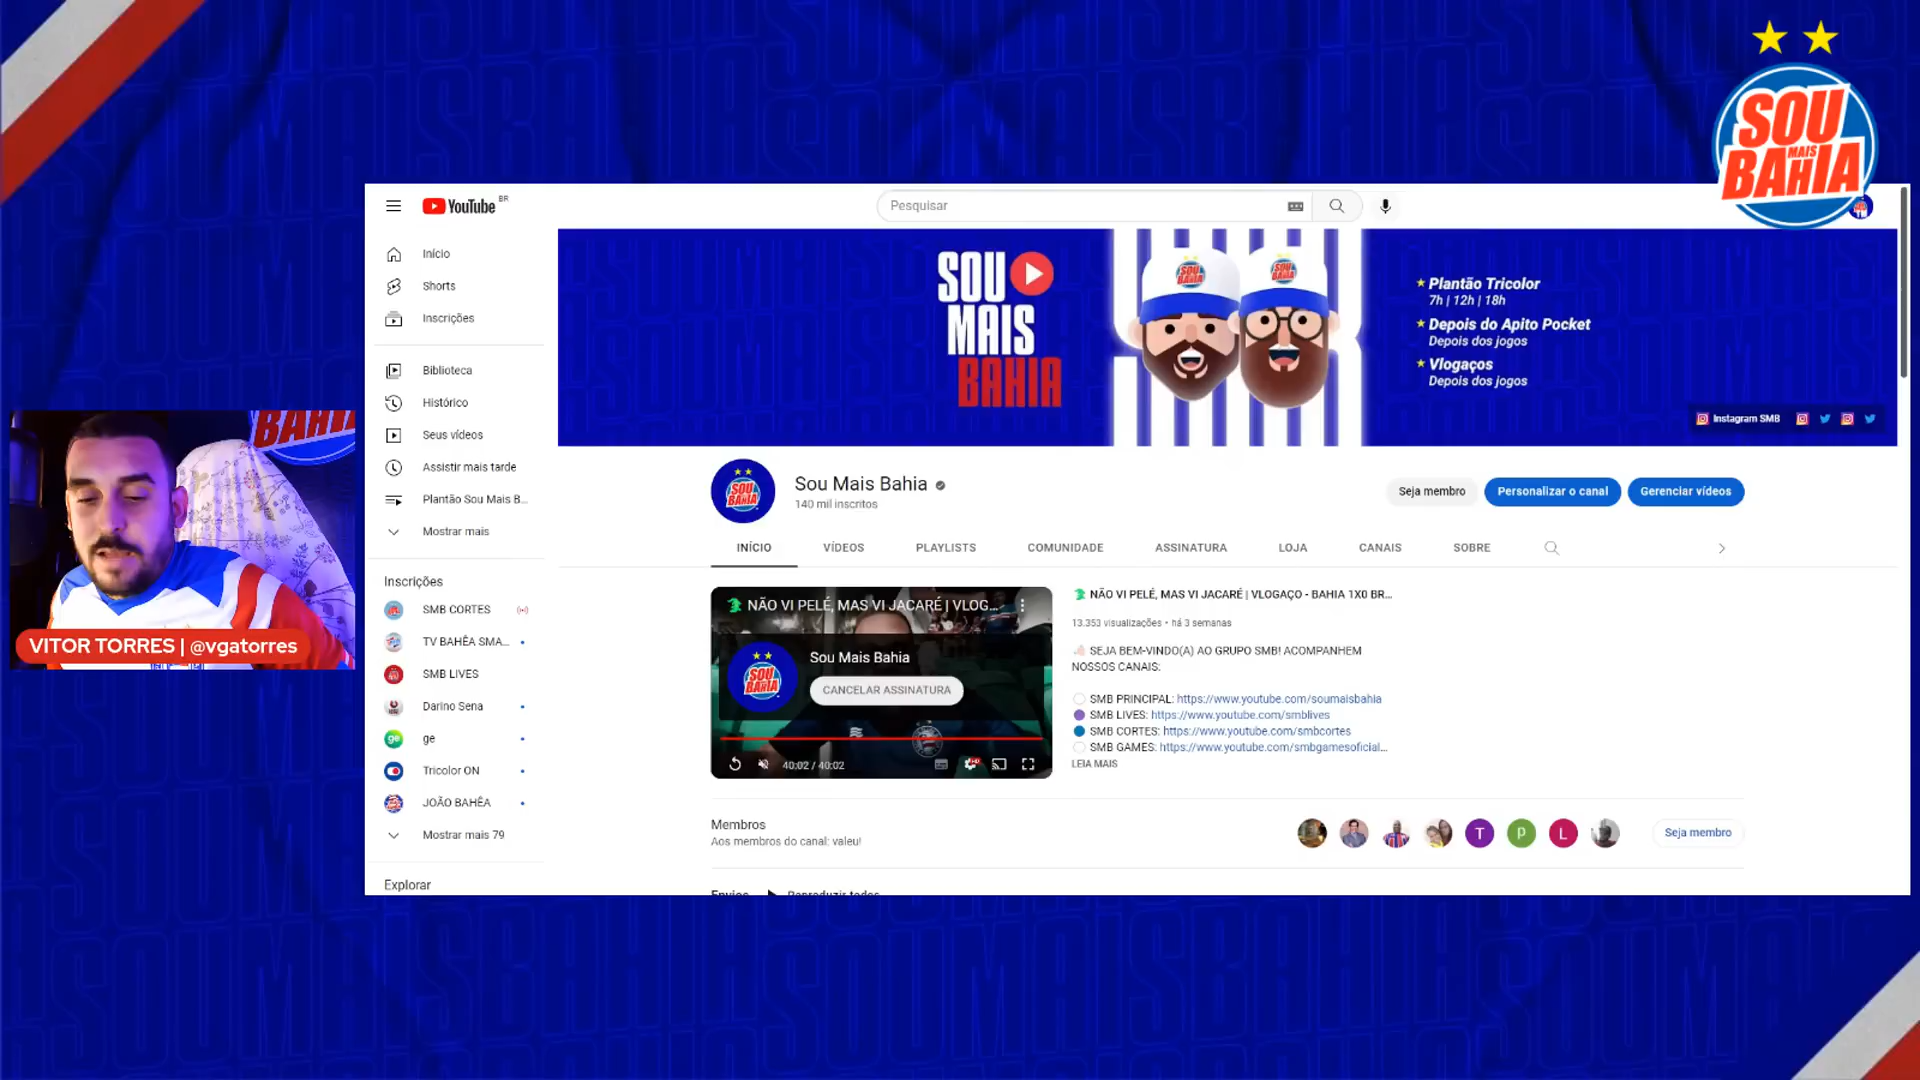 SOU
MAIS
BAHIA
YouTube BR
Pesquisar
Início
Shorts
Inscrições
Biblioteca
Histórico
Seus vídeos
Assistir mais tarde
Plantão Sou Mais B...
Mostrar mais
Inscrições
SMB CORTES
TV BAHÊA SMA...
SMB LIVES
Darino Sena
ge
Tricolor ON
JOÃO BAHÊA
Mostrar mais 79
Explorar
SOU
MAIS
BAHIA
Plantão Tricolor
7h | 12h | 18h
Depois do Apito Pocket
Depois dos jogos
Vlogaços
Depois dos jogos
Instagram SMB
SOU
BAHIA
Sou Mais Bahia
140 mil inscritos
Seja membro
Personalizar o canal
Gerenciar vídeos
INÍCIO
VÍDEOS
PLAYLISTS
COMUNIDADE
ASSINATURA
LOJA
CANAIS
SOBRE
NÃO VI PELÉ, MAS VI JACARÉ | VLOG...
SOU
BAHIA
Sou Mais Bahia
CANCELAR ASSINATURA
40:02 / 40:02
NÃO VI PELÉ, MAS VI JACARÉ | VLOGAÇO - BAHIA 1X0 BR...
13.353 visualizações • há 3 semanas
SEJA BEM-VINDO(A) AO GRUPO SMB! ACOMPANHEM
NOSSOS CANAIS:
SMB PRINCIPAL: https://www.youtube.com/soumaisbahia
SMB LIVES: https://www.youtube.com/smblives
SMB CORTES: https://www.youtube.com/smbcortes
SMB GAMES: https://www.youtube.com/smbgamesoficial...
LEIA MAIS
Membros
Aos membros do canal: valeu!
T
p
L
Seja membro
Envios
Reproduzir todos
BAHIA
VITOR TORRES | @vgatorres